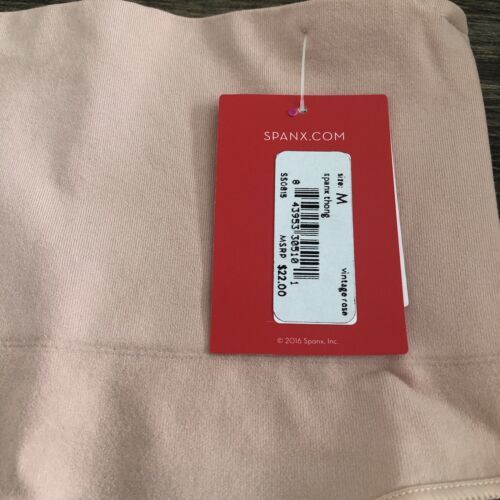 SPANX.COM
size: M
spanx thong
vintage rose
8 43953 30510 1
SS0815
MSRP $22.00
© 2016 Spanx, Inc.